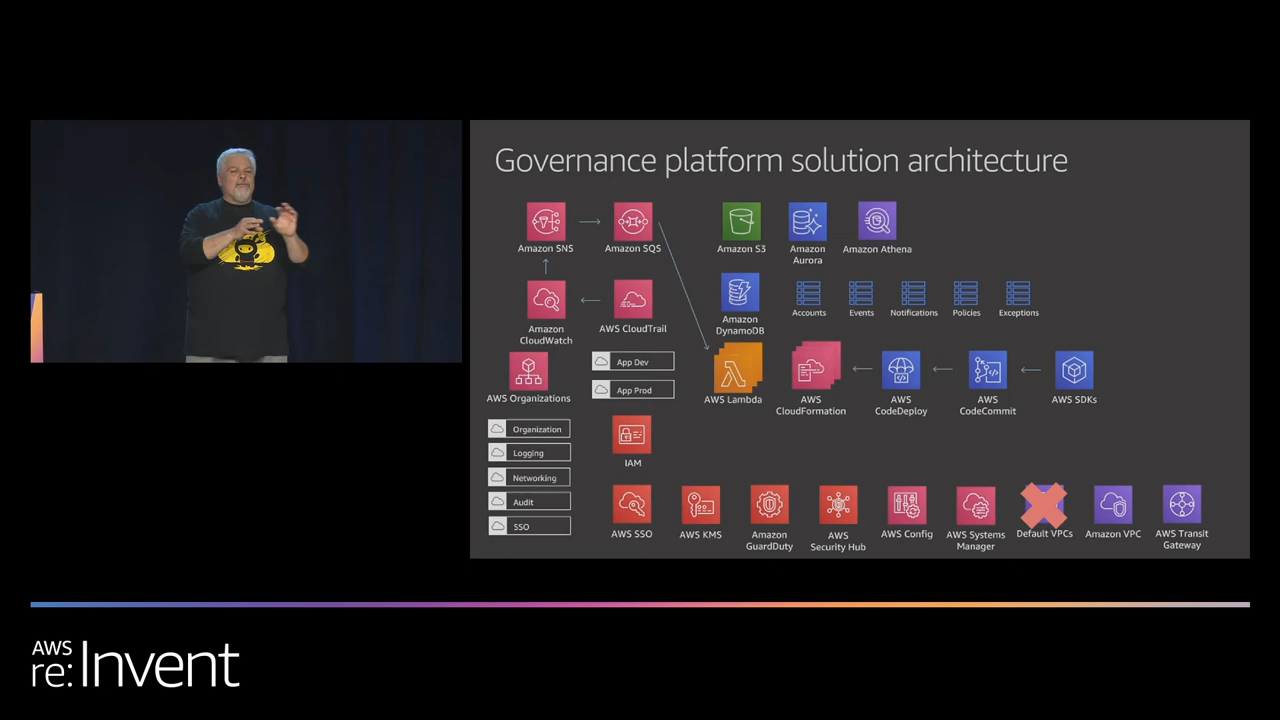 Governance platform solution architecture
Amazon SNS
Amazon SQS
Amazon S3
Amazon
Aurora
Amazon Athena
Amazon
CloudWatch
AWS CloudTrail
Amazon
DynamoDB
Accounts
Events
Notifications
Policies
Exceptions
AWS Organizations
App Dev
App Prod
AWS Lambda
AWS
CloudFormation
AWS
CodeDeploy
AWS
CodeCommit
AWS SDKs
Organization
Logging
Networking
Audit
SSO
IAM
AWS SSO
AWS KMS
Amazon
GuardDuty
AWS
Security Hub
AWS Config
AWS Systems
Manager
Default VPCs
Amazon VPC
AWS Transit
Gateway
AWS
re:Invent